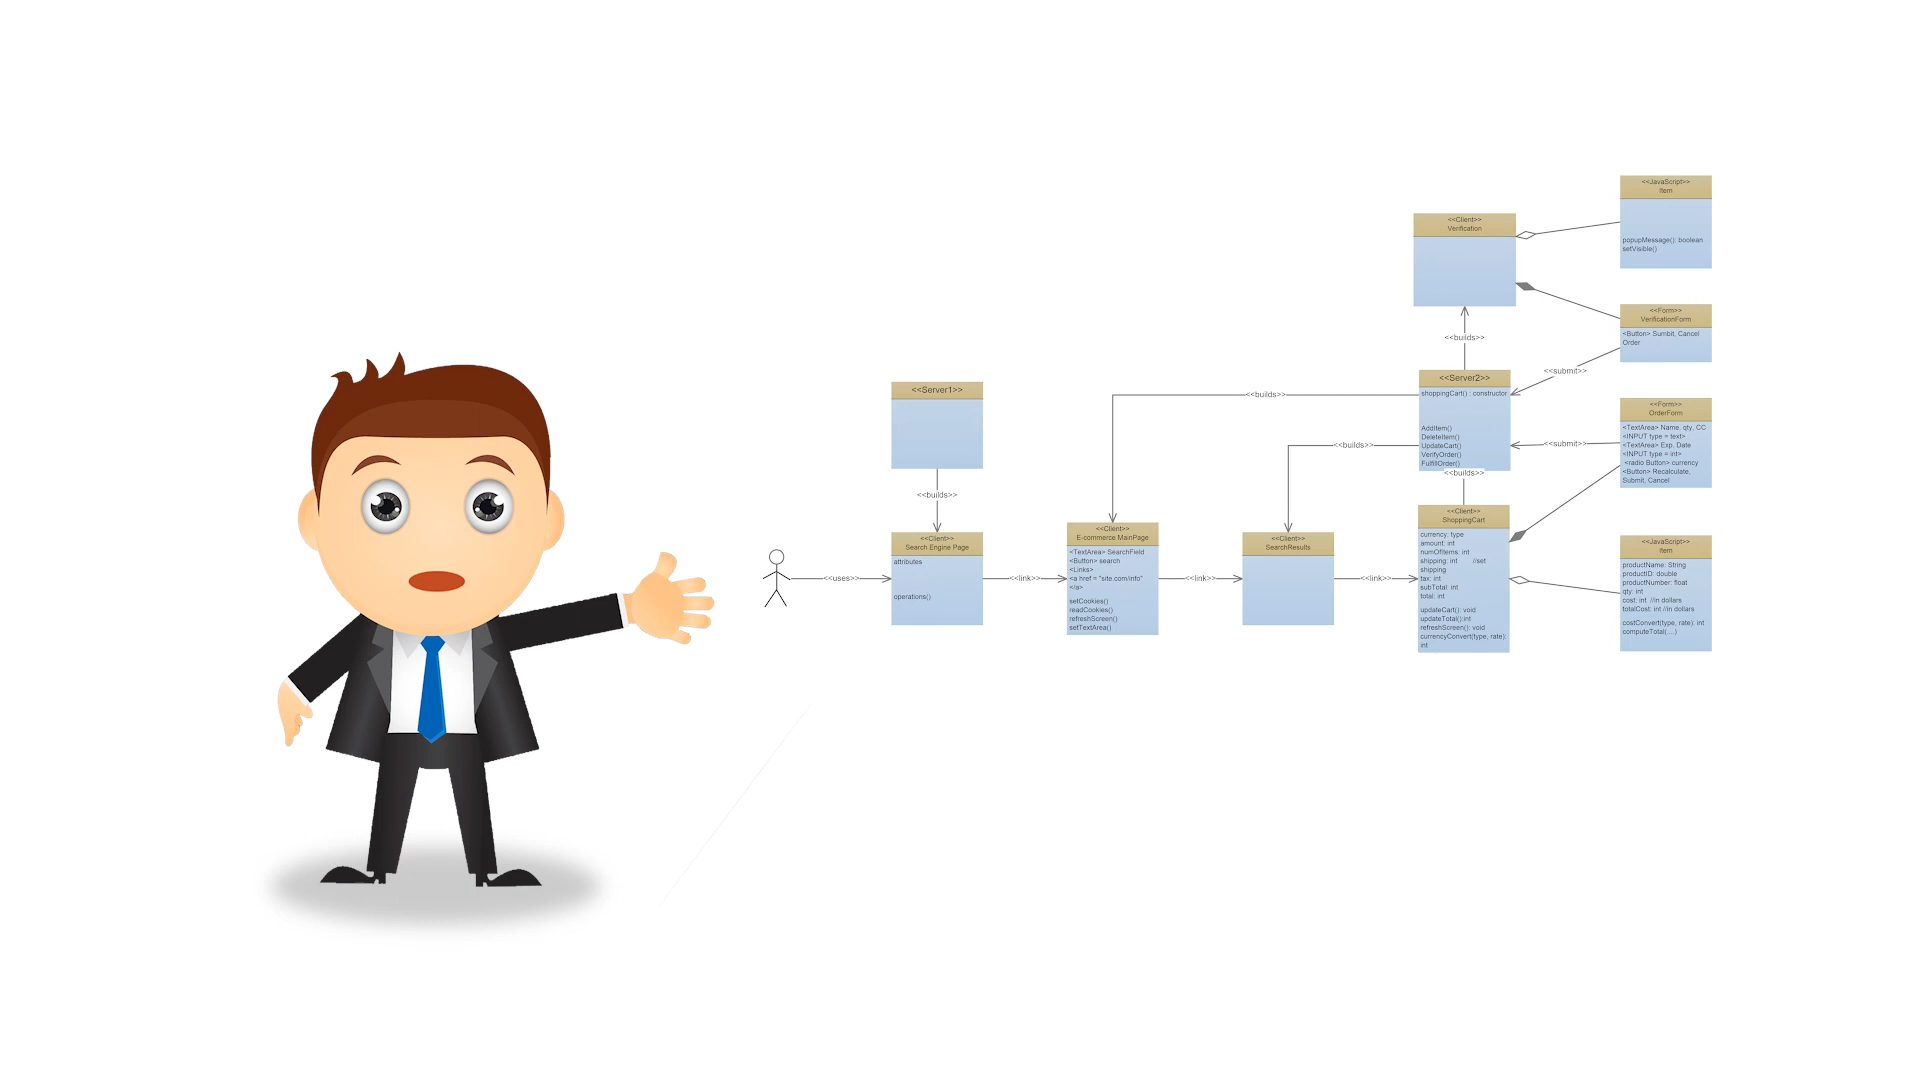 <<JavaScript>>
Item
popupMessage(): boolean
setVisible()
<<Client>>
Verification
<<Form>>
VerificationForm
<Button> Sumbit, Cancel
Order
<<builds>>
<<submit>>
<<Server2>>
shoppingCart() : constructor
AddItem()
DeleteItem()
UpdateCart()
VerifyOrder()
FulfillOrder()
<<builds>>
<<builds>>
<<builds>>
<<submit>>
<<Form>>
OrderForm
<TextArea> Name, qty, CC
<INPUT type = text>
<TextArea> Exp. Date
<INPUT type = int>
<radio Button> currency
<Button> Recalculate,
Submit, Cancel
<<Server1>>
<<builds>>
<<uses>>
<<Client>>
Search Engine Page
attributes
operations()
<<link>>
<<Client>>
E-commerce MainPage
<TextArea> SearchField
<Button> search
<Links>
<a href = "site.com/info"
</a>
setCookies()
readCookies()
refreshScreen()
setTextArea()
<<link>>
<<Client>>
SearchResults
<<link>>
<<Client>>
ShoppingCart
currency: type
amount: int
numOfItems: int
shipping: int //set
shipping
tax: int
subTotal: int
total: int
updateCart(): void
updateTotal():int
refreshScreen(): void
currencyConvert(type, rate):
int
<<JavaScript>>
Item
productName: String
productID: double
productNumber: float
qty: int
cost: int //in dollars
totalCost: int //in dollars
costConvert(type, rate): int
computeTotal(....)